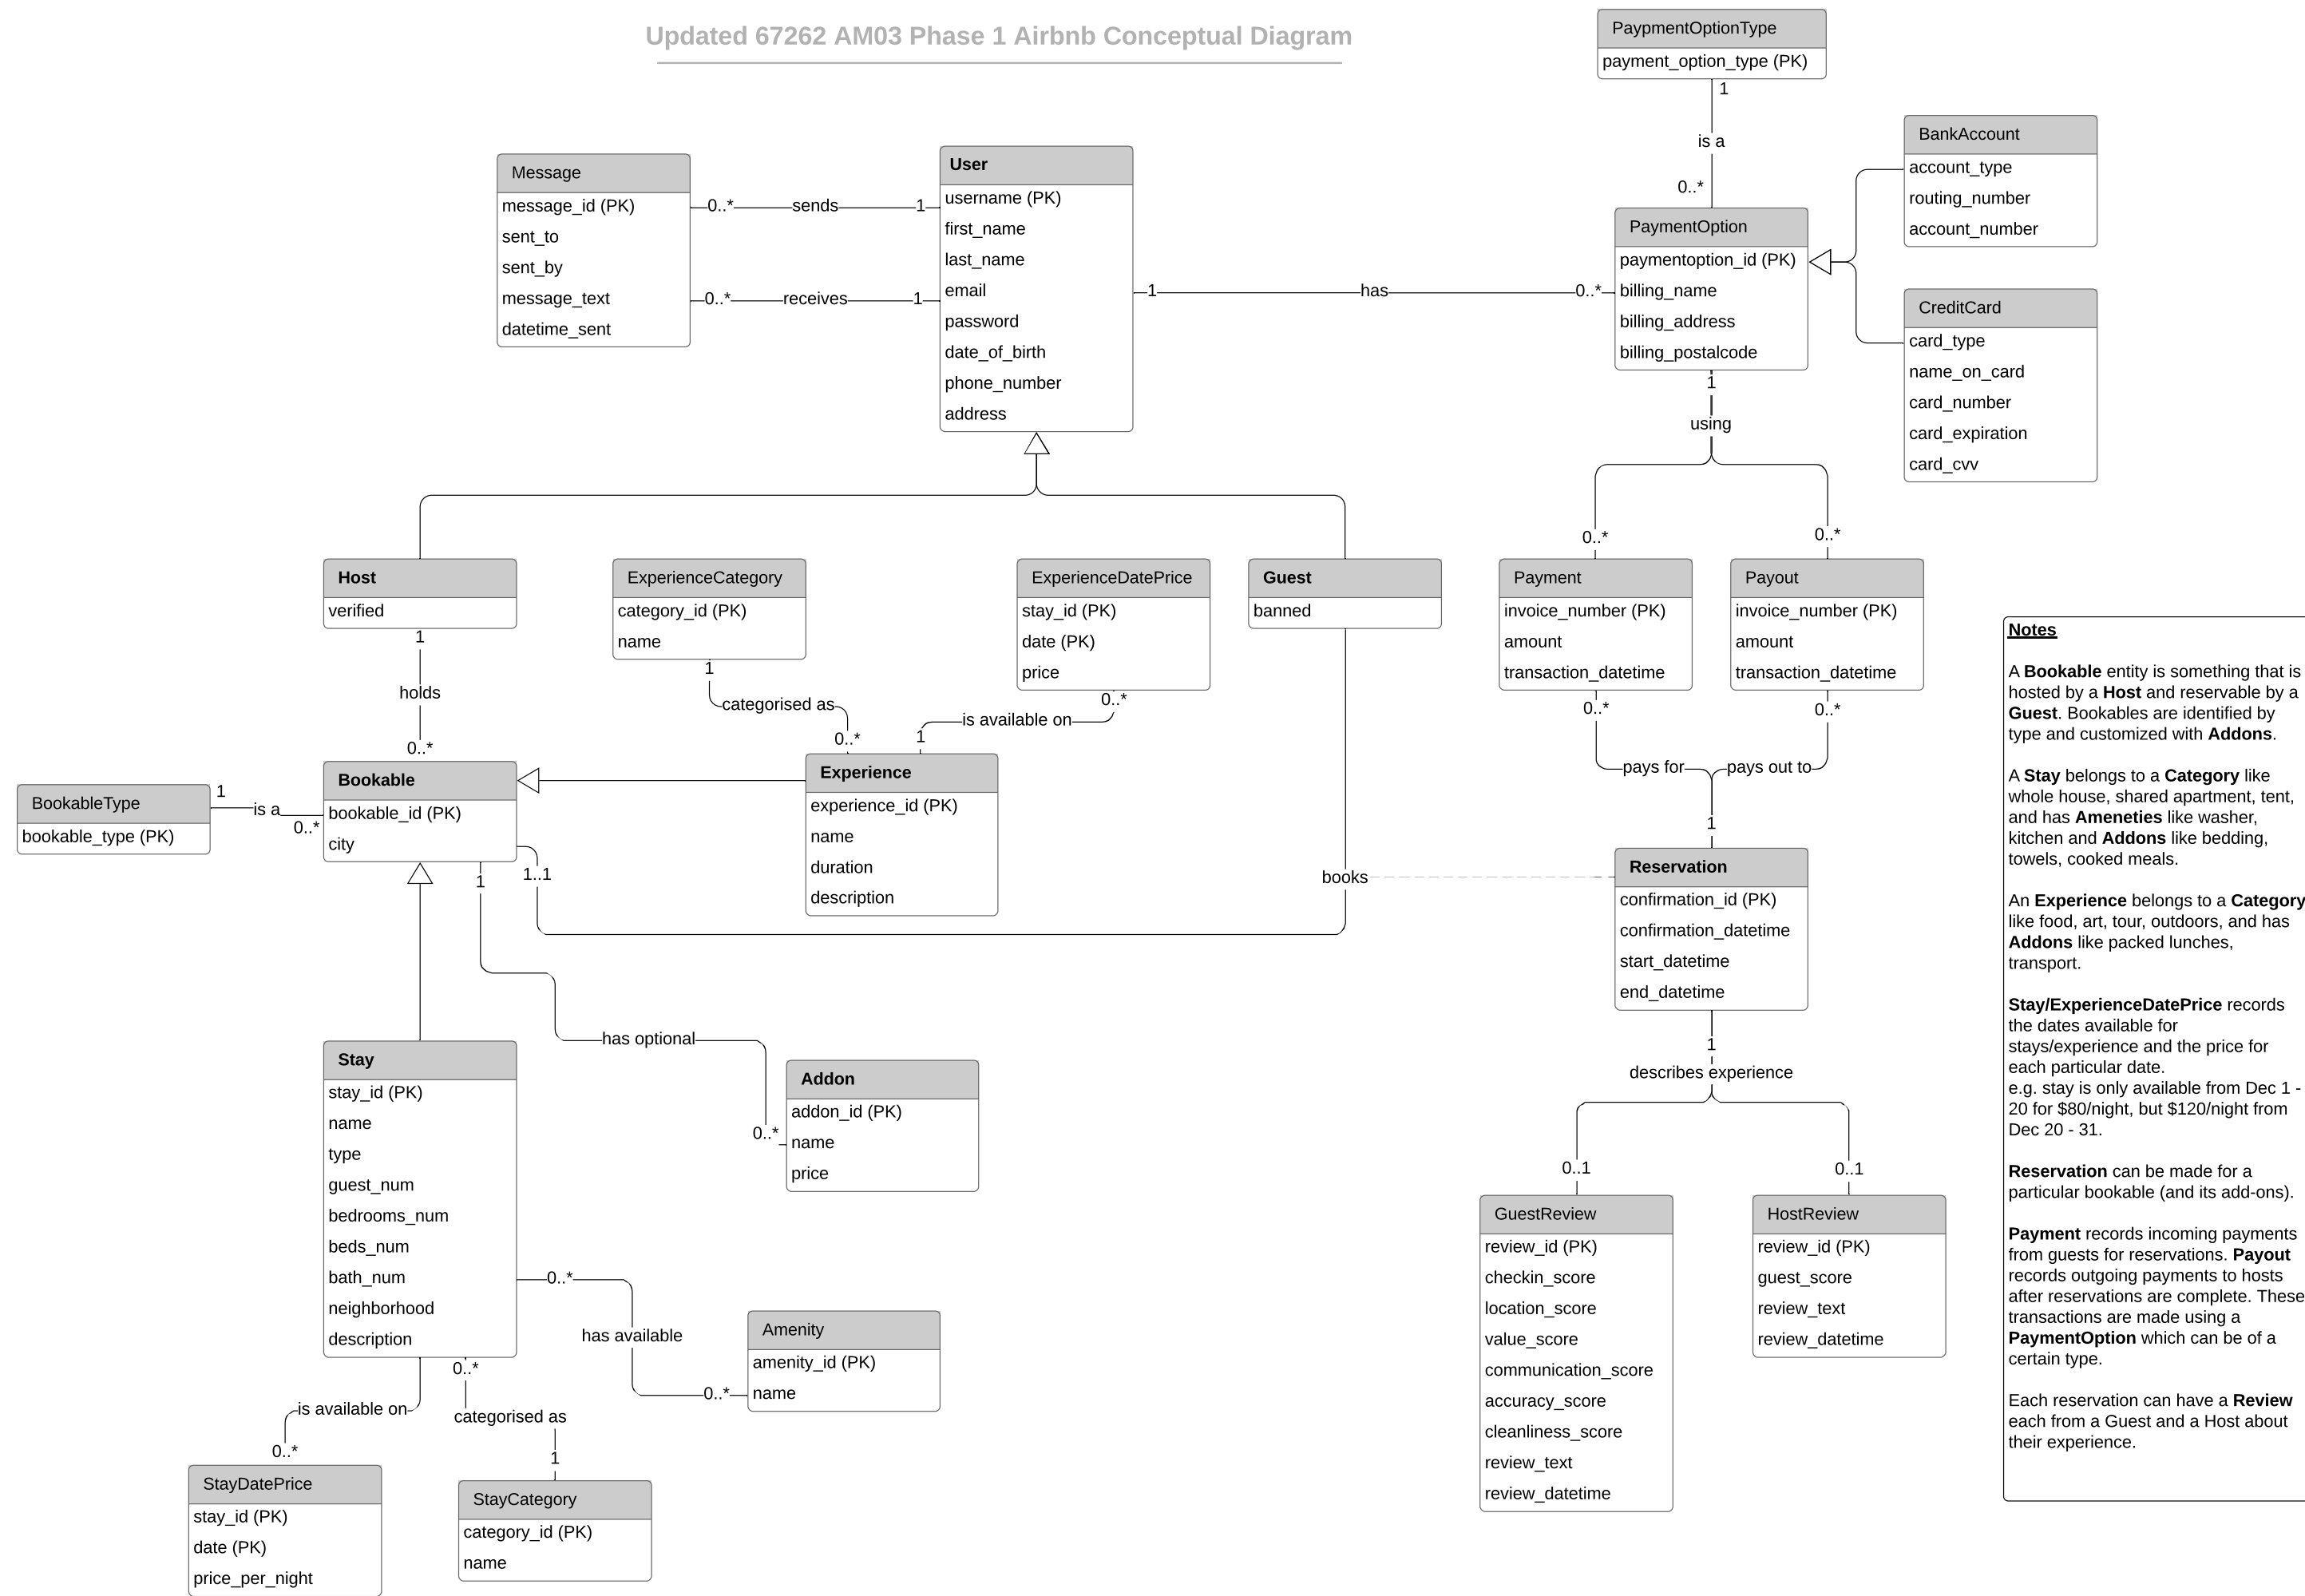 Updated 67262 AM03 Phase 1 Airbnb Conceptual Diagram
PaypmentOptionType
payment_option_type (PK)
1
is a
0..*
BankAccount
account_type
routing_number
account_number
Message
message_id (PK)
sent_to
sent_by
message_text
datetime_sent
0..*
sends
1
0..*
receives
1
User
username (PK)
first_name
last_name
email
password
date_of_birth
phone_number
address
1
has
0..*
PaymentOption
paymentoption_id (PK)
billing_name
billing_address
billing_postalcode
CreditCard
card_type
name_on_card
card_number
card_expiration
card_cvv
1
using
0..*
0..*
Host
verified
1
holds
0..*
ExperienceCategory
category_id (PK)
name
1
categorised as
0..*
ExperienceDatePrice
stay_id (PK)
date (PK)
price
0..*
is available on
1
Guest
banned
Payment
invoice_number (PK)
amount
transaction_datetime
0..*
pays for
Payout
invoice_number (PK)
amount
transaction_datetime
0..*
pays out to
1
BookableType
bookable_type (PK)
1
is a
0..*
Bookable
bookable_id (PK)
city
1
1..1
Experience
experience_id (PK)
name
duration
description
books
Reservation
confirmation_id (PK)
confirmation_datetime
start_datetime
end_datetime
1
describes experience
0..1
0..1
has optional
0..*
Addon
addon_id (PK)
name
price
Stay
stay_id (PK)
name
type
guest_num
bedrooms_num
beds_num
bath_num
neighborhood
description
0..*
has available
0..*
Amenity
amenity_id (PK)
name
is available on
0..*
0..*
categorised as
1
StayDatePrice
stay_id (PK)
date (PK)
price_per_night
StayCategory
category_id (PK)
name
GuestReview
review_id (PK)
checkin_score
location_score
value_score
communication_score
accuracy_score
cleanliness_score
review_text
review_datetime
HostReview
review_id (PK)
guest_score
review_text
review_datetime
Notes
A Bookable entity is something that is
hosted by a Host and reservable by a
Guest. Bookables are identified by
type and customized with Addons.
A Stay belongs to a Category like
whole house, shared apartment, tent,
and has Ameneties like washer,
kitchen and Addons like bedding,
towels, cooked meals.
An Experience belongs to a Category
like food, art, tour, outdoors, and has
Addons like packed lunches,
transport.
Stay/ExperienceDatePrice records
the dates available for
stays/experience and the price for
each particular date.
e.g. stay is only available from Dec 1 -
20 for $80/night, but $120/night from
Dec 20 - 31.
Reservation can be made for a
particular bookable (and its add-ons).
Payment records incoming payments
from guests for reservations. Payout
records outgoing payments to hosts
after reservations are complete. These
transactions are made using a
PaymentOption which can be of a
certain type.
Each reservation can have a Review
each from a Guest and a Host about
their experience.